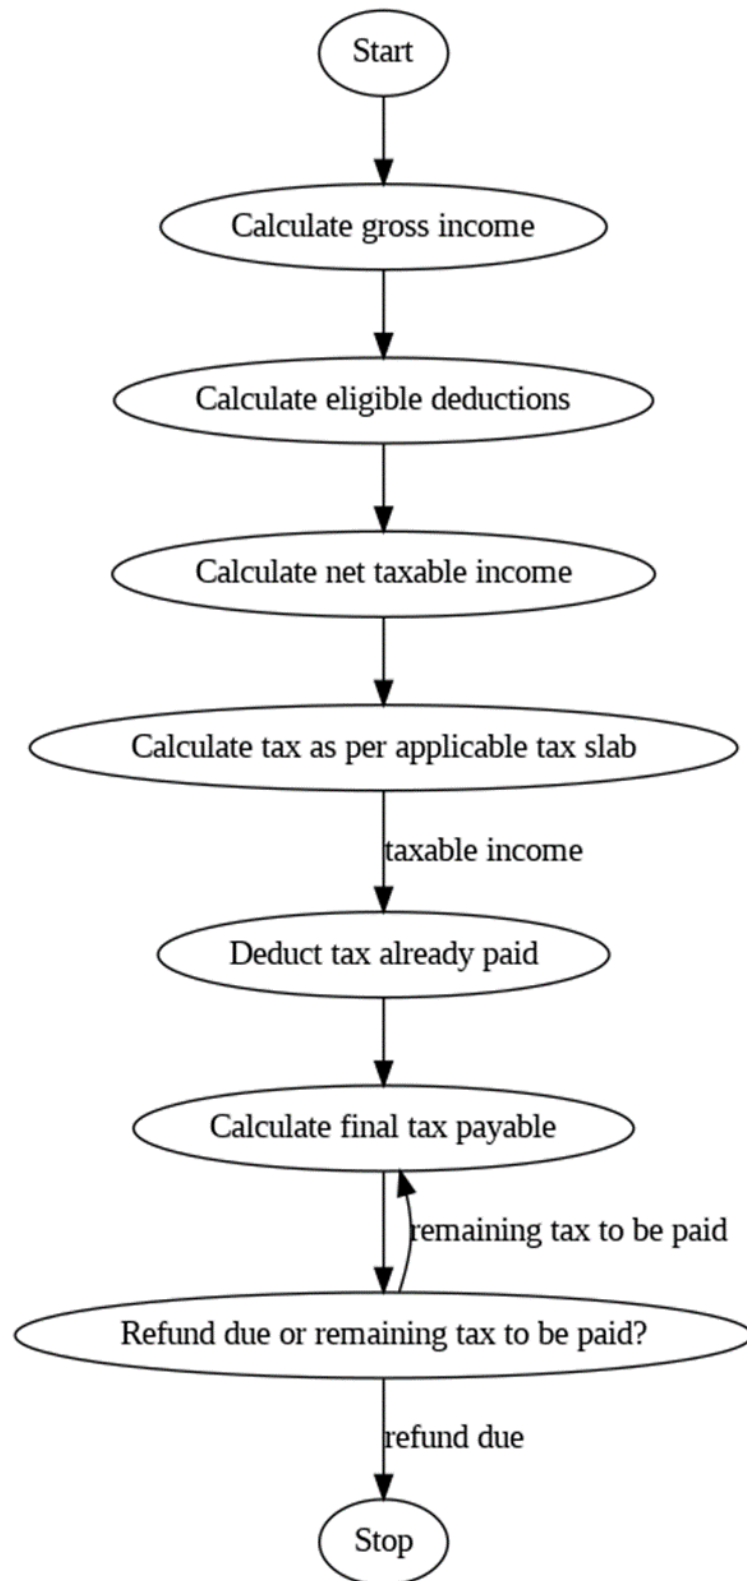 Start
Calculate gross income
Calculate eligible deductions
Calculate net taxable income
Calculate tax as per applicable tax slab
taxable income
Deduct tax already paid
Calculate final tax payable
remaining tax to be paid
Refund due or remaining tax to be paid?
refund due
Stop